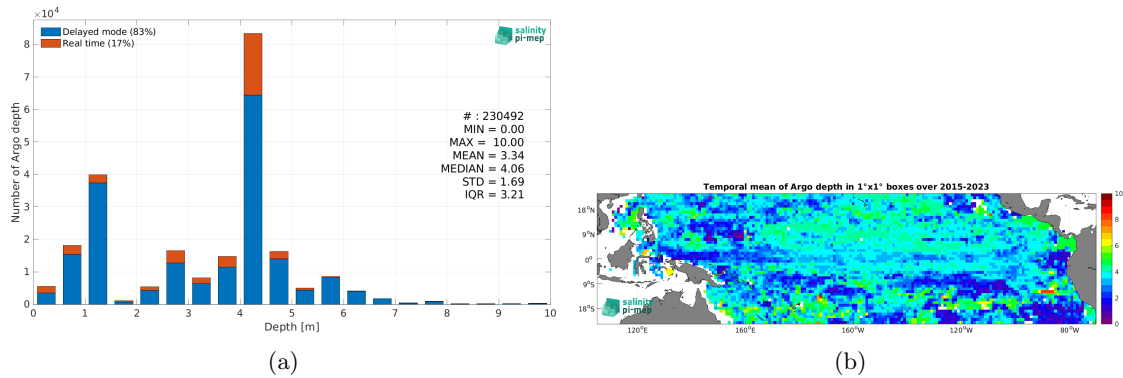 x10⁴
Delayed mode (83%)
Real time (17%)
salinity
pi-mep
# : 230492
MIN = 0.00
MAX = 10.00
MEAN = 3.34
MEDIAN = 4.06
STD = 1.69
IQR = 3.21
Number of Argo depth
8
7
6
5
4
3
2
1
0
0 1 2 3 4 5 6 7 8 9 10
Depth [m]
(a)
Temporal mean of Argo depth in 1°x1° boxes over 2015-2023
18°N
9°N
0°
9°S
18°S
salinity
pi-mep
120°E 160°E 160°W 120°W 80°W
10
8
6
4
2
0
(b)